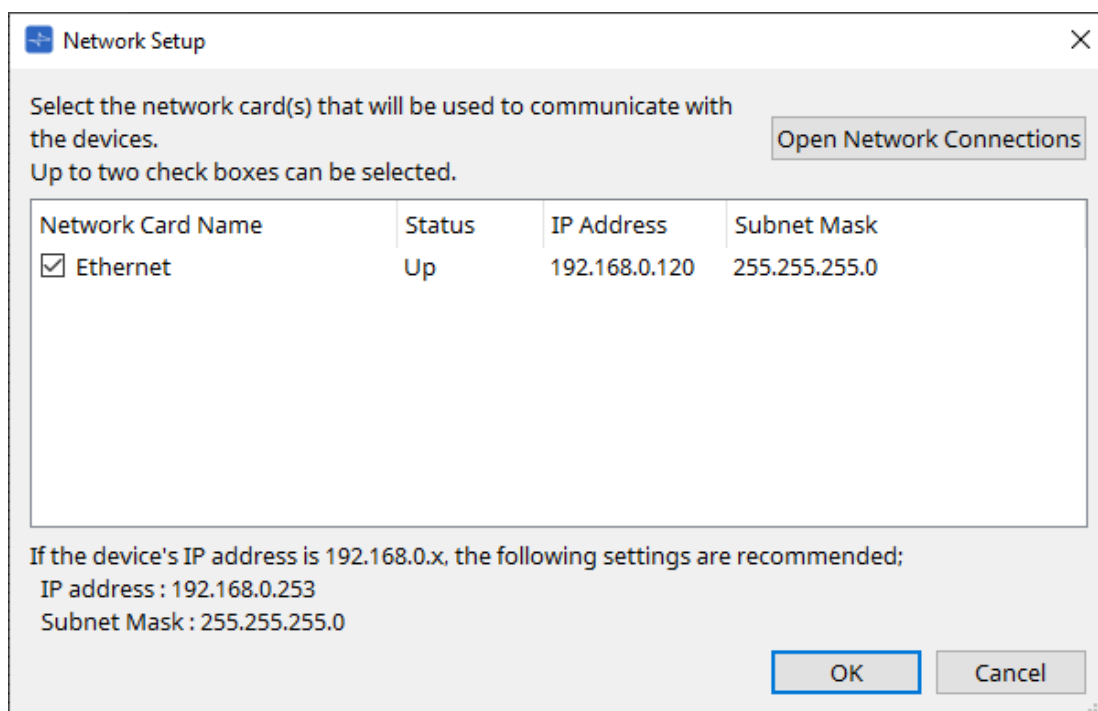 Network Setup
Select the network card(s) that will be used to communicate with
the devices.
Up to two check boxes can be selected.
Open Network Connections
Network Card Name Status IP Address Subnet Mask
Ethernet Up 192.168.0.120 255.255.255.0
If the device's IP address is 192.168.0.x, the following settings are recommended;
IP address : 192.168.0.253
Subnet Mask : 255.255.255.0
OK Cancel